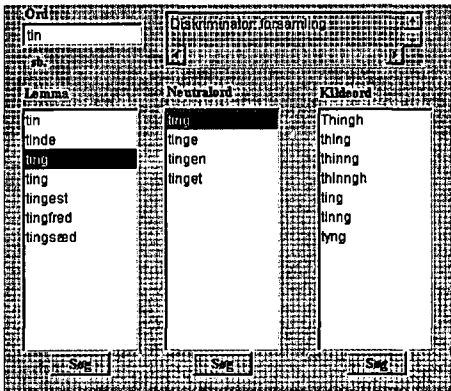 Ord
tin
sb.
Diskriminator: forsamling
Lemma
tin
tinde
ting
ting
tingest
tingfred
tingsæd
Søg
Neutralord
ting
tinge
tingen
tinget
Søg
Kildeord
Thingh
thing
thinng
thinngh
ting
tinng
tyng
Søg